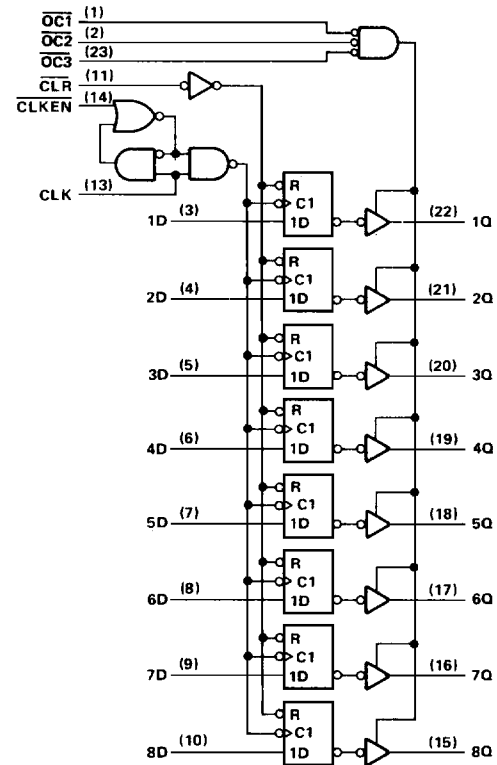 OC1 (1)
OC2 (2)
OC3 (23)
CLR (11)
CLKEN (14)
CLK (13)
R
C1
1D (3) 1D (22) 1Q
R
C1
2D (4) 1D (21) 2Q
R
C1
3D (5) 1D (20) 3Q
R
C1
4D (6) 1D (19) 4Q
R
C1
5D (7) 1D (18) 5Q
R
C1
6D (8) 1D (17) 6Q
R
C1
7D (9) 1D (16) 7Q
R
C1
8D (10) 1D (15) 8Q